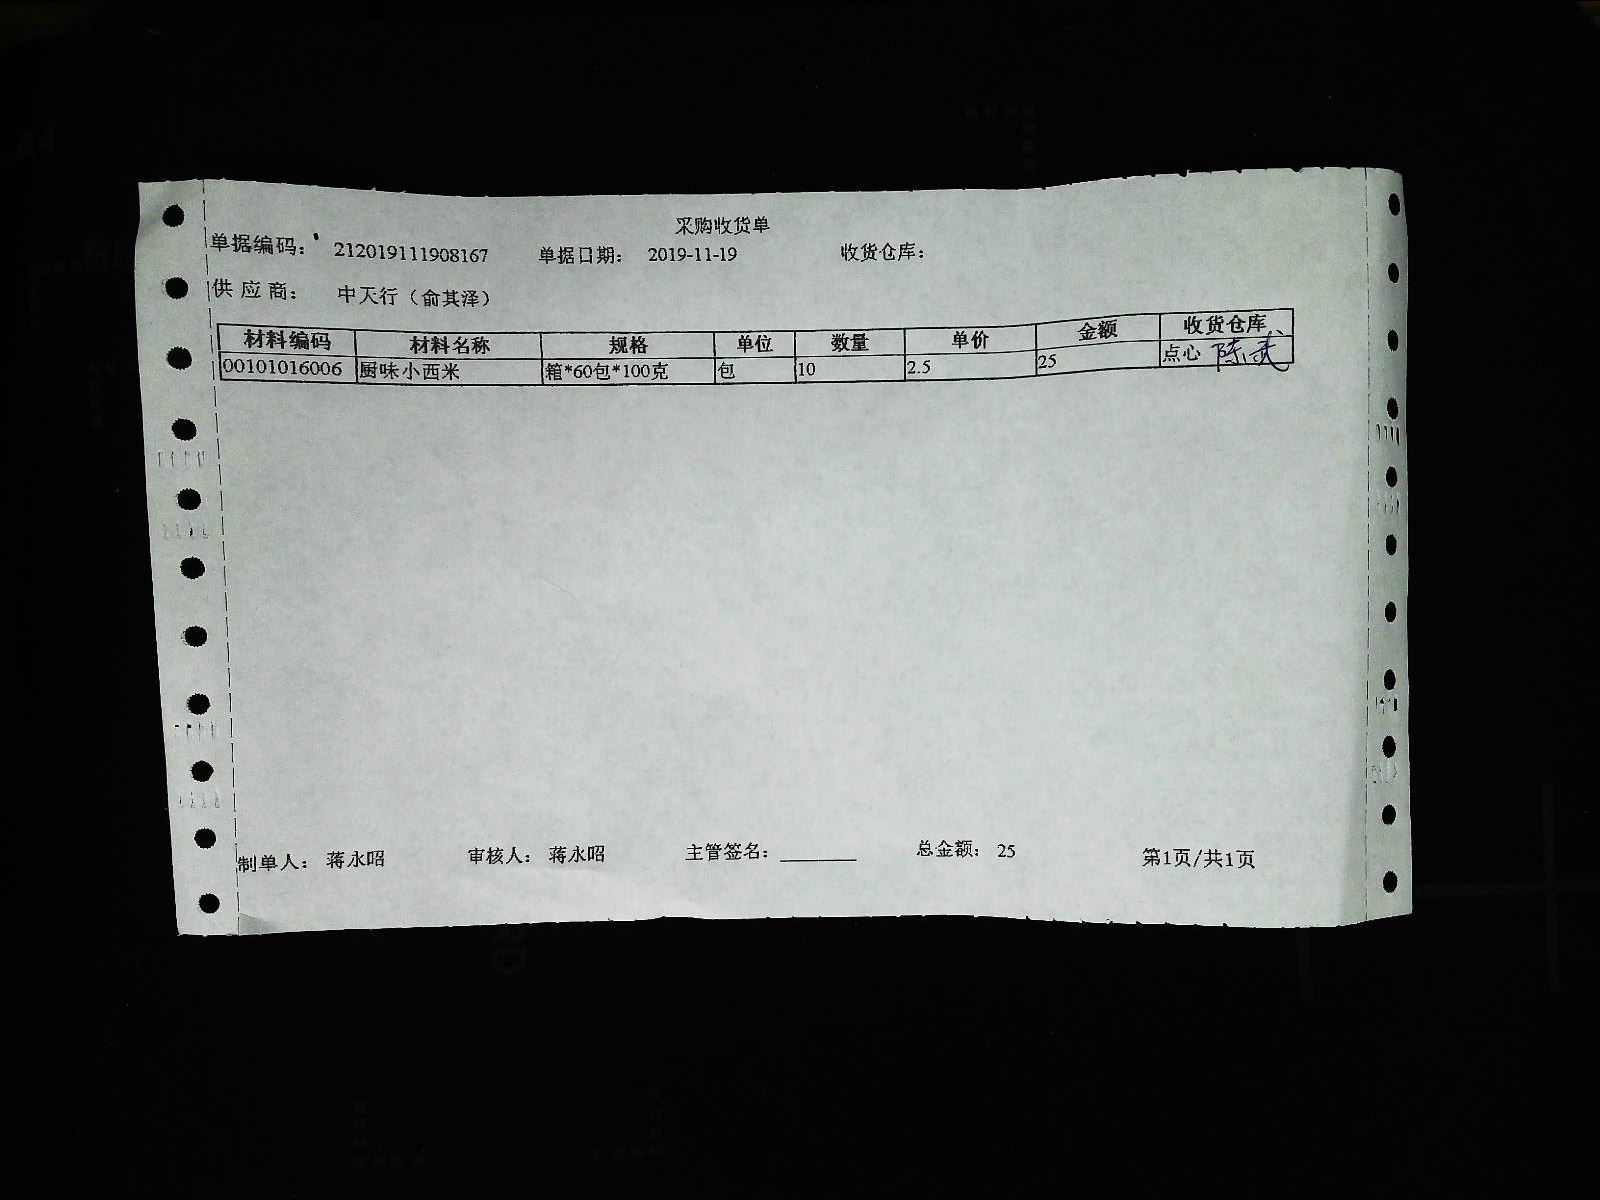 采购收货单
单据编码: 212019111908167 单据日期: 2019-11-19 收货仓库:
供 应 商: 中天行（俞其泽）
材料编码 材料名称 规格 单位 数量 单价 金额 收货仓库
00101016006 厨味小西米 箱*60包*100克 包 10 2.5 25 点心
制单人: 蒋永昭 审核人: 蒋永昭 主管签名: 总金额: 25 第1页/共1页